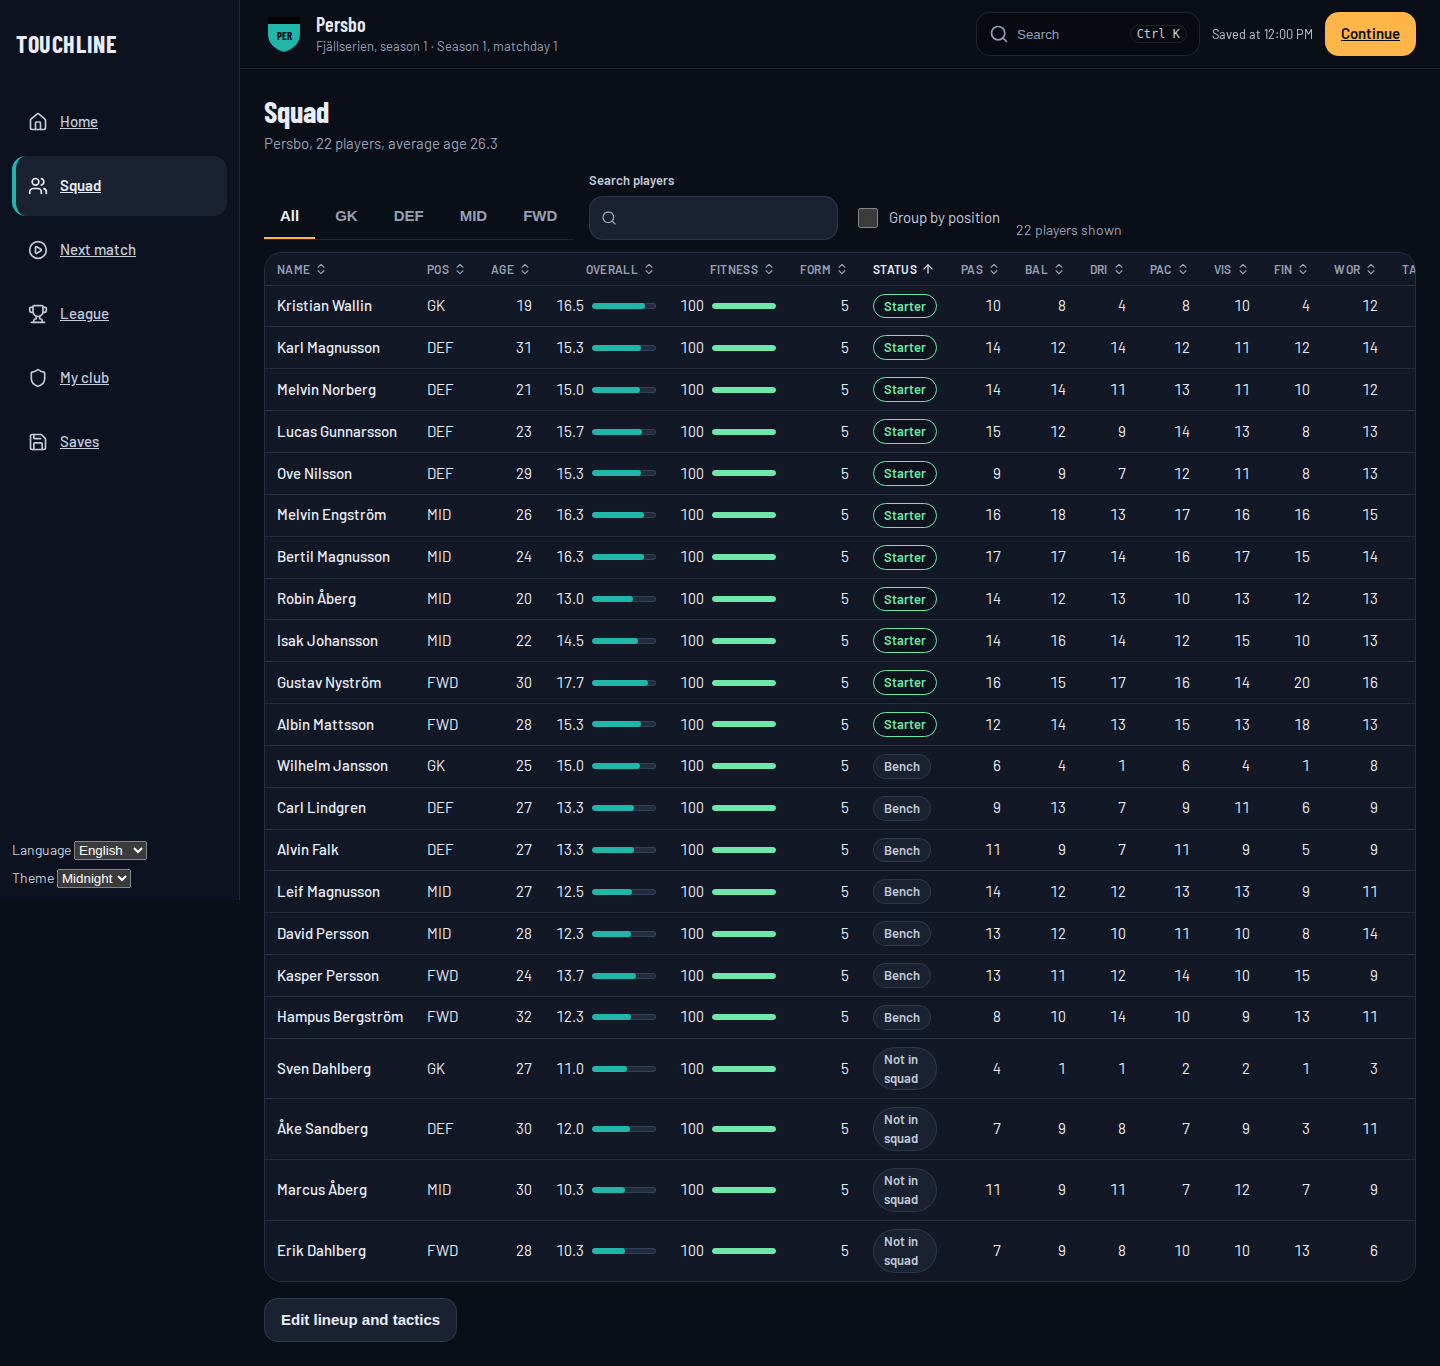 TOUCHLINE
Home
Squad
Next match
League
My club
Saves
Language English
Theme Midnight
PER
Persbo
Fjällserien, season 1 · Season 1, matchday 1
Search Ctrl K
Saved at 12:00 PM
Continue
Squad
Persbo, 22 players, average age 26.3
Search players
All GK DEF MID FWD
Group by position
22 players shown
NAME POS AGE OVERALL FITNESS FORM STATUS PAS BAL DRI PAC VIS FIN WOR TA
Kristian Wallin GK 19 16.5 100 5 Starter 10 8 4 8 10 4 12
Karl Magnusson DEF 31 15.3 100 5 Starter 14 12 14 12 11 12 14
Melvin Norberg DEF 21 15.0 100 5 Starter 14 14 11 13 11 10 12
Lucas Gunnarsson DEF 23 15.7 100 5 Starter 15 12 9 14 13 8 13
Ove Nilsson DEF 29 15.3 100 5 Starter 9 9 7 12 11 8 13
Melvin Engström MID 26 16.3 100 5 Starter 16 18 13 17 16 16 15
Bertil Magnusson MID 24 16.3 100 5 Starter 17 17 14 16 17 15 14
Robin Åberg MID 20 13.0 100 5 Starter 14 12 13 10 13 12 13
Isak Johansson MID 22 14.5 100 5 Starter 14 16 14 12 15 10 13
Gustav Nyström FWD 30 17.7 100 5 Starter 16 15 17 16 14 20 16
Albin Mattsson FWD 28 15.3 100 5 Starter 12 14 13 15 13 18 13
Wilhelm Jansson GK 25 15.0 100 5 Bench 6 4 1 6 4 1 8
Carl Lindgren DEF 27 13.3 100 5 Bench 9 13 7 9 11 6 9
Alvin Falk DEF 27 13.3 100 5 Bench 11 9 7 11 9 5 9
Leif Magnusson MID 27 12.5 100 5 Bench 14 12 12 13 13 9 11
David Persson MID 28 12.3 100 5 Bench 13 12 10 11 10 8 14
Kasper Persson FWD 24 13.7 100 5 Bench 13 11 12 14 10 15 9
Hampus Bergström FWD 32 12.3 100 5 Bench 8 10 14 10 9 13 11
Sven Dahlberg GK 27 11.0 100 5 Not in squad 4 1 1 2 2 1 3
Åke Sandberg DEF 30 12.0 100 5 Not in squad 7 9 8 7 9 3 11
Marcus Åberg MID 30 10.3 100 5 Not in squad 11 9 11 7 12 7 9
Erik Dahlberg FWD 28 10.3 100 5 Not in squad 7 9 8 10 10 13 6
Edit lineup and tactics